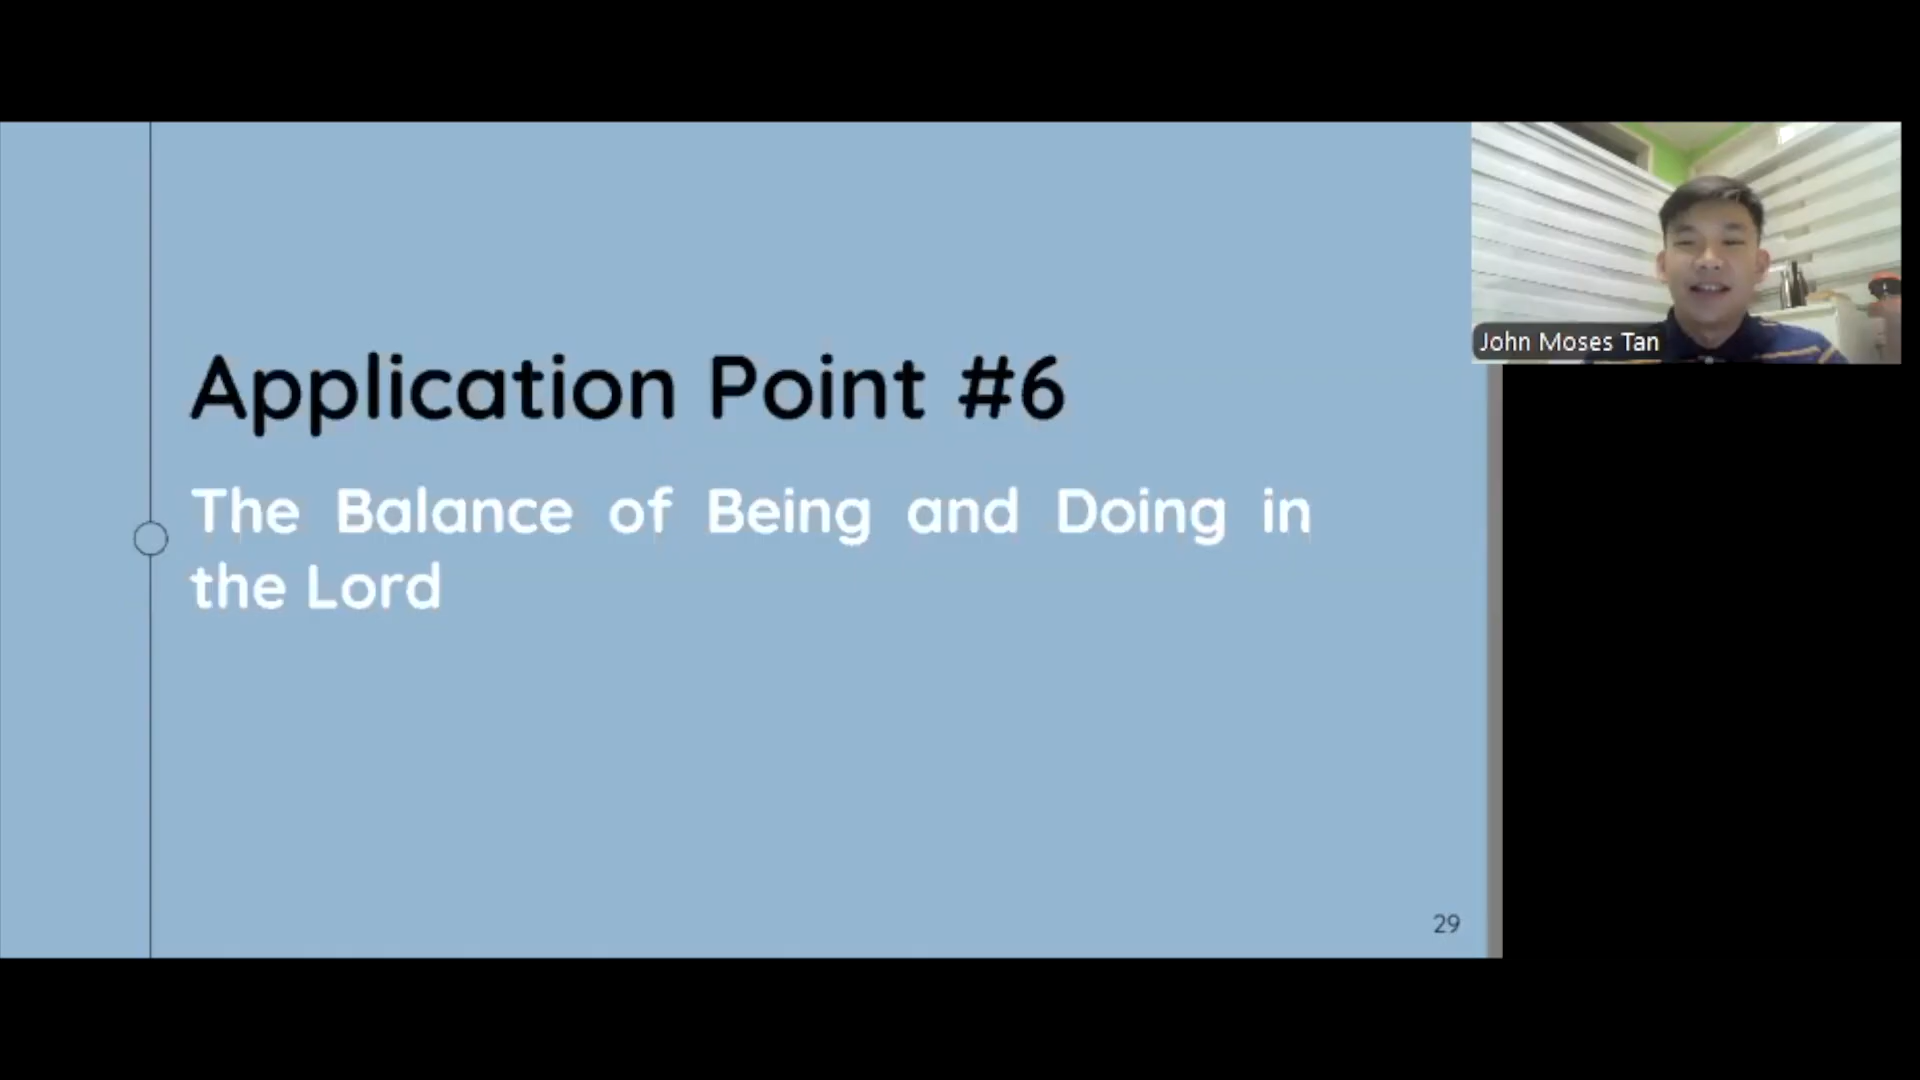 Application Point #6
The Balance of Being and Doing in
the Lord
John Moses Tan
29